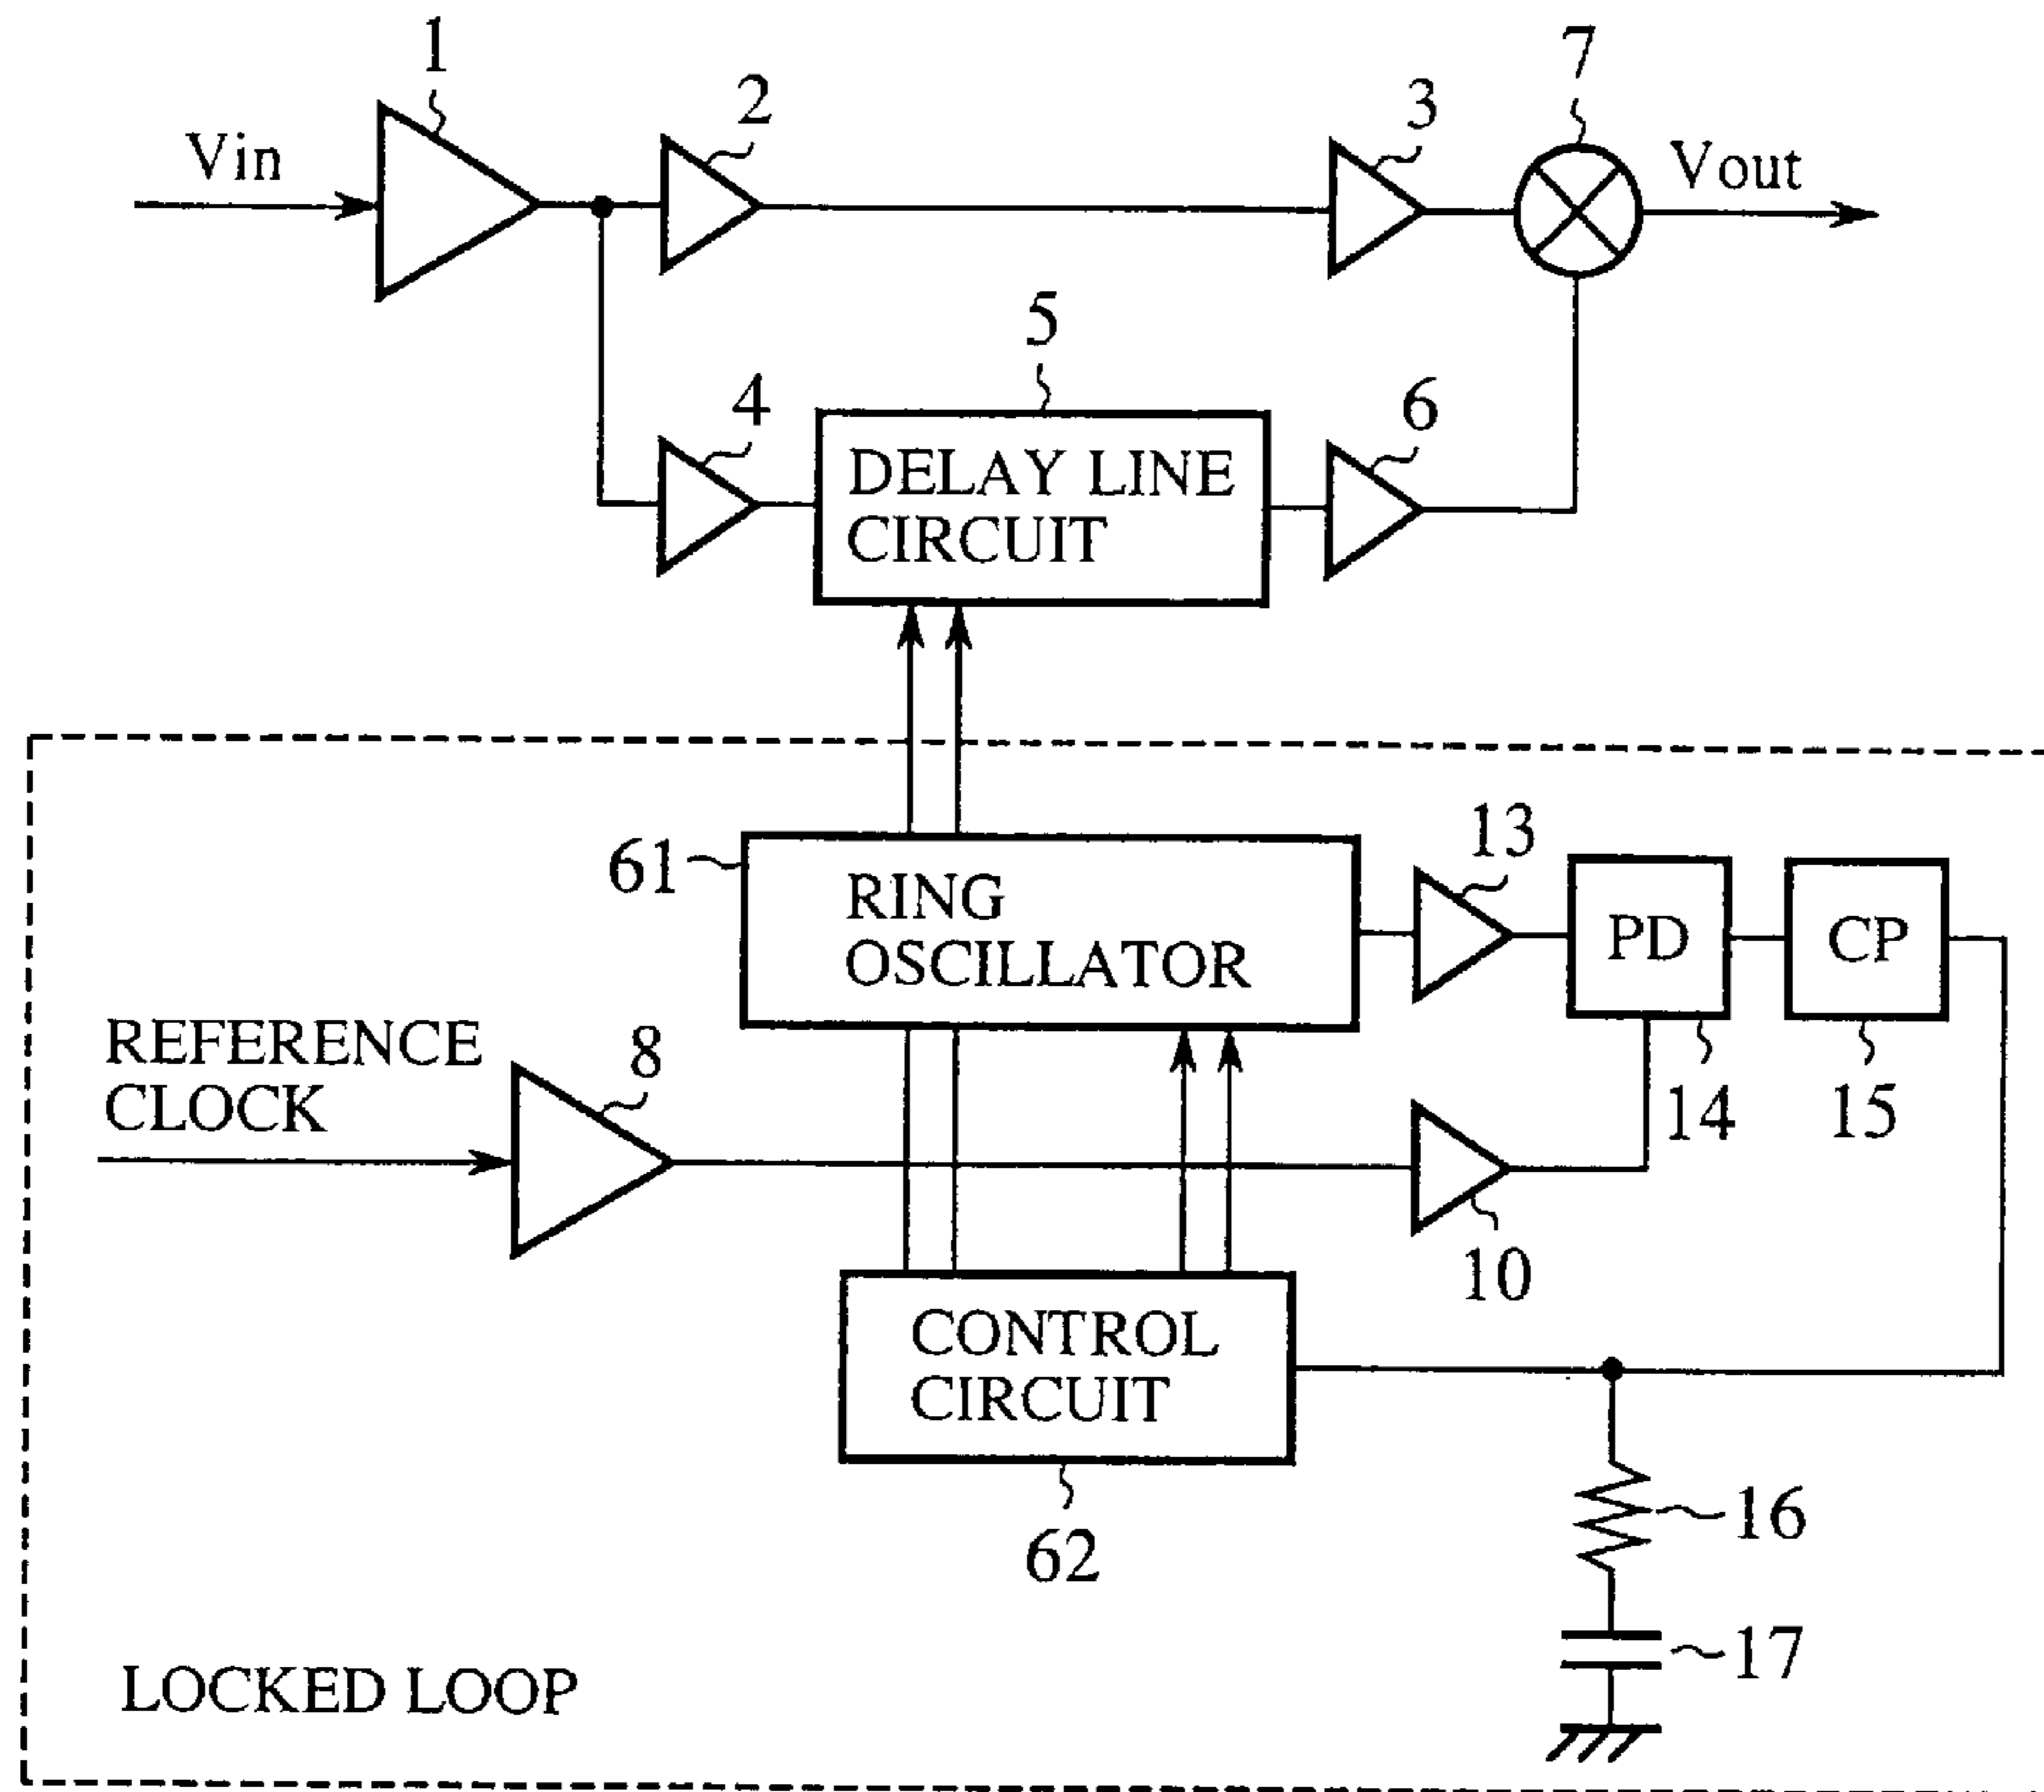 1
2
3
7
Vin
Vout
5
4
6
DELAY LINE
CIRCUIT
13
61
RING
OSCILLATOR
PD
CP
REFERENCE
CLOCK
8
14
15
10
CONTROL
CIRCUIT
16
62
17
LOCKED LOOP